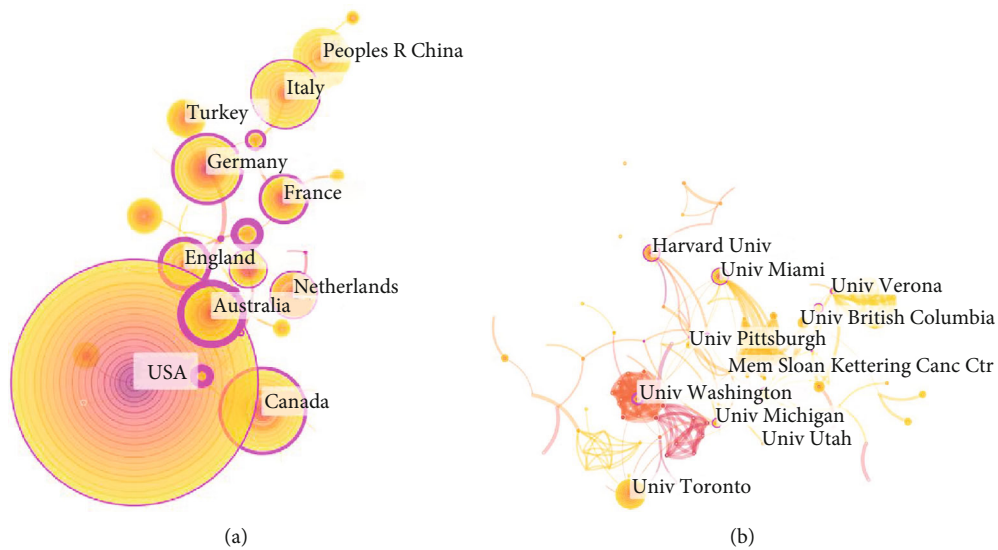 Peoples R China
Italy
Turkey
Germany
France
England
Netherlands
Australia
USA
Canada
(a)
Harvard Univ
Univ Miami
Univ Verona
Univ British Columbia
Univ Pittsburgh
Mem Sloan Kettering Canc Ctr
Univ Washington
Univ Michigan
Univ Utah
Univ Toronto
(b)